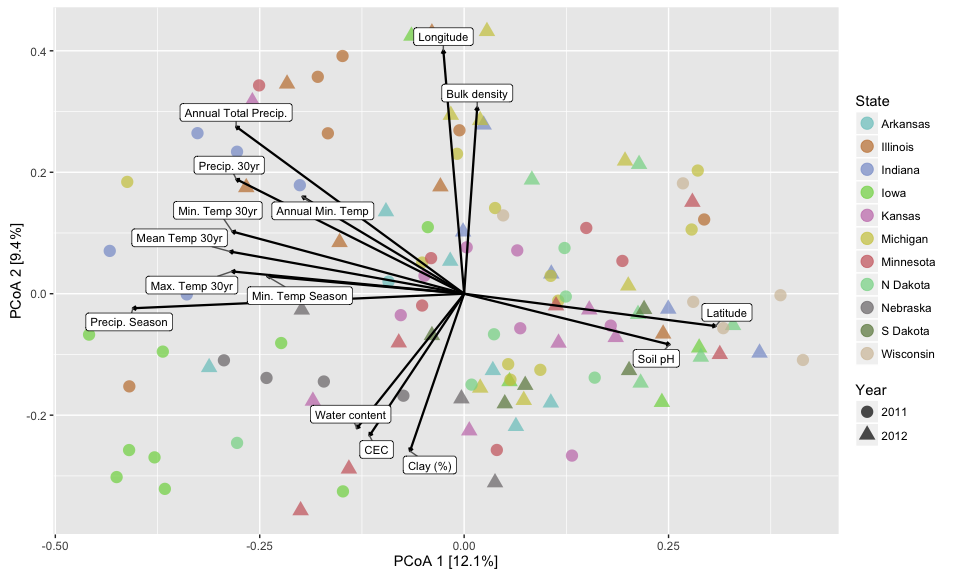 Longitude
Bulk density
Annual Total Precip.
Precip. 30yr
Min. Temp 30yr
Annual Min. Temp
Mean Temp 30yr
Max. Temp 30yr
Min. Temp Season
Precip. Season
Latitude
Soil pH
Water content
CEC
Clay (%)
0.4
0.2
0.0
-0.2
PCoA 2 [9.4%]
-0.50
-0.25
0.00
0.25
PCoA 1 [12.1%]
State
Arkansas
Illinois
Indiana
Iowa
Kansas
Michigan
Minnesota
N Dakota
Nebraska
S Dakota
Wisconsin
Year
2011
2012